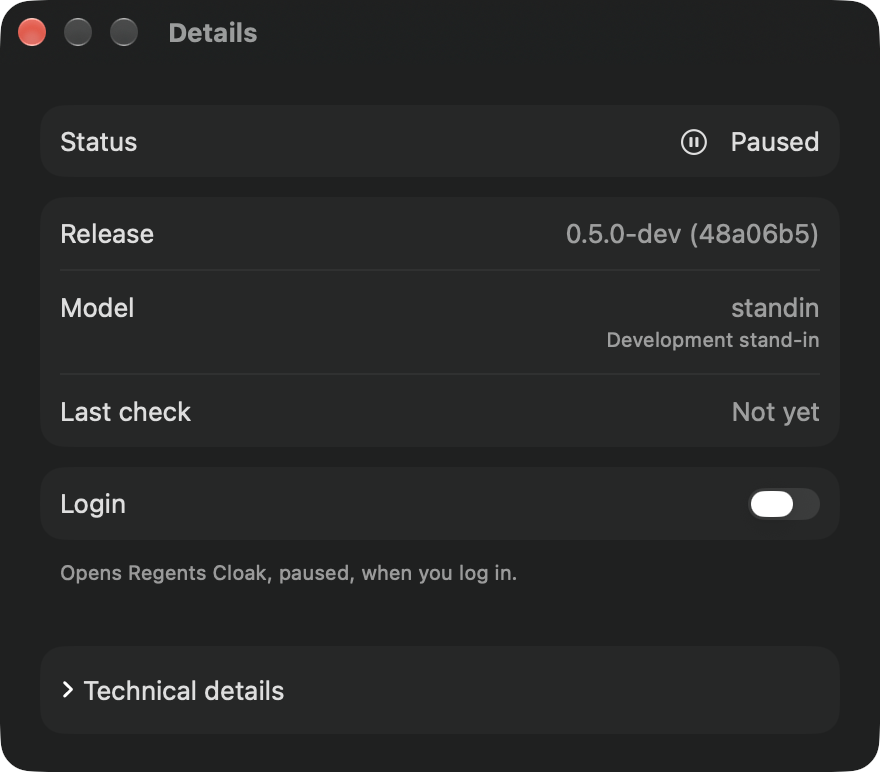 Details
Status Paused
Release 0.5.0-dev (48a06b5)
Model standin
Development stand-in
Last check Not yet
Login
Opens Regents Cloak, paused, when you log in.
Technical details